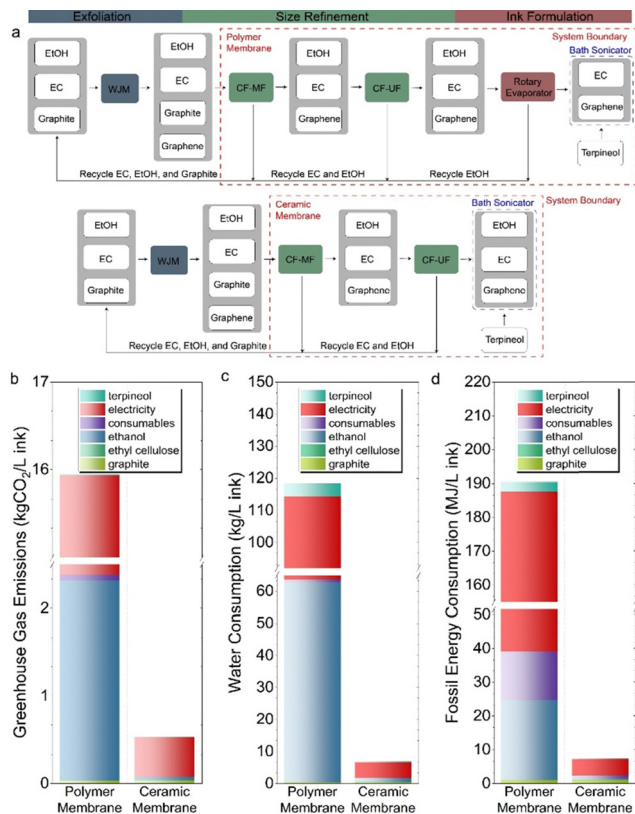 Exfoliation Size Refinement Ink Formulation
a
Polymer Membrane
System Boundary
Bath Sonicator
EtOH
EC
Graphite
WJM
EtOH
EC
Graphite
Graphene
CF-MF
EtOH
EC
Graphene
CF-UF
EtOH
EC
Graphene
Rotary
Evaporator
EC
Graphene
Terpineol
Recycle EC, EtOH, and Graphite
Recycle EC and EtOH
Recycle EtOH
Ceramic
Membrane
Bath Sonicator
System Boundary
EtOH
EC
Graphite
WJM
EtOH
EC
Graphite
Graphene
CF-MF
EtOH
EC
Graphene
CF-UF
EtOH
EC
Graphene
Terpineol
Recycle EC, EtOH, and Graphite
Recycle EC and EtOH
b
Greenhouse Gas Emissions (kgCO2/L ink)
17
16
2
1
0
terpineol
electricity
consumables
ethanol
ethyl cellulose
graphite
Polymer
Membrane
Ceramic
Membrane
c
Water Consumption (kg/L ink)
150
140
130
120
110
100
60
50
40
30
20
10
0
terpineol
electricity
consumables
ethanol
ethyl cellulose
graphite
Polymer
Membrane
Ceramic
Membrane
d
Fossil Energy Consumption (MJ/L ink)
220
210
200
190
180
170
160
50
40
30
20
10
0
terpineol
electricity
consumables
ethanol
ethyl cellulose
graphite
Polymer
Membrane
Ceramic
Membrane